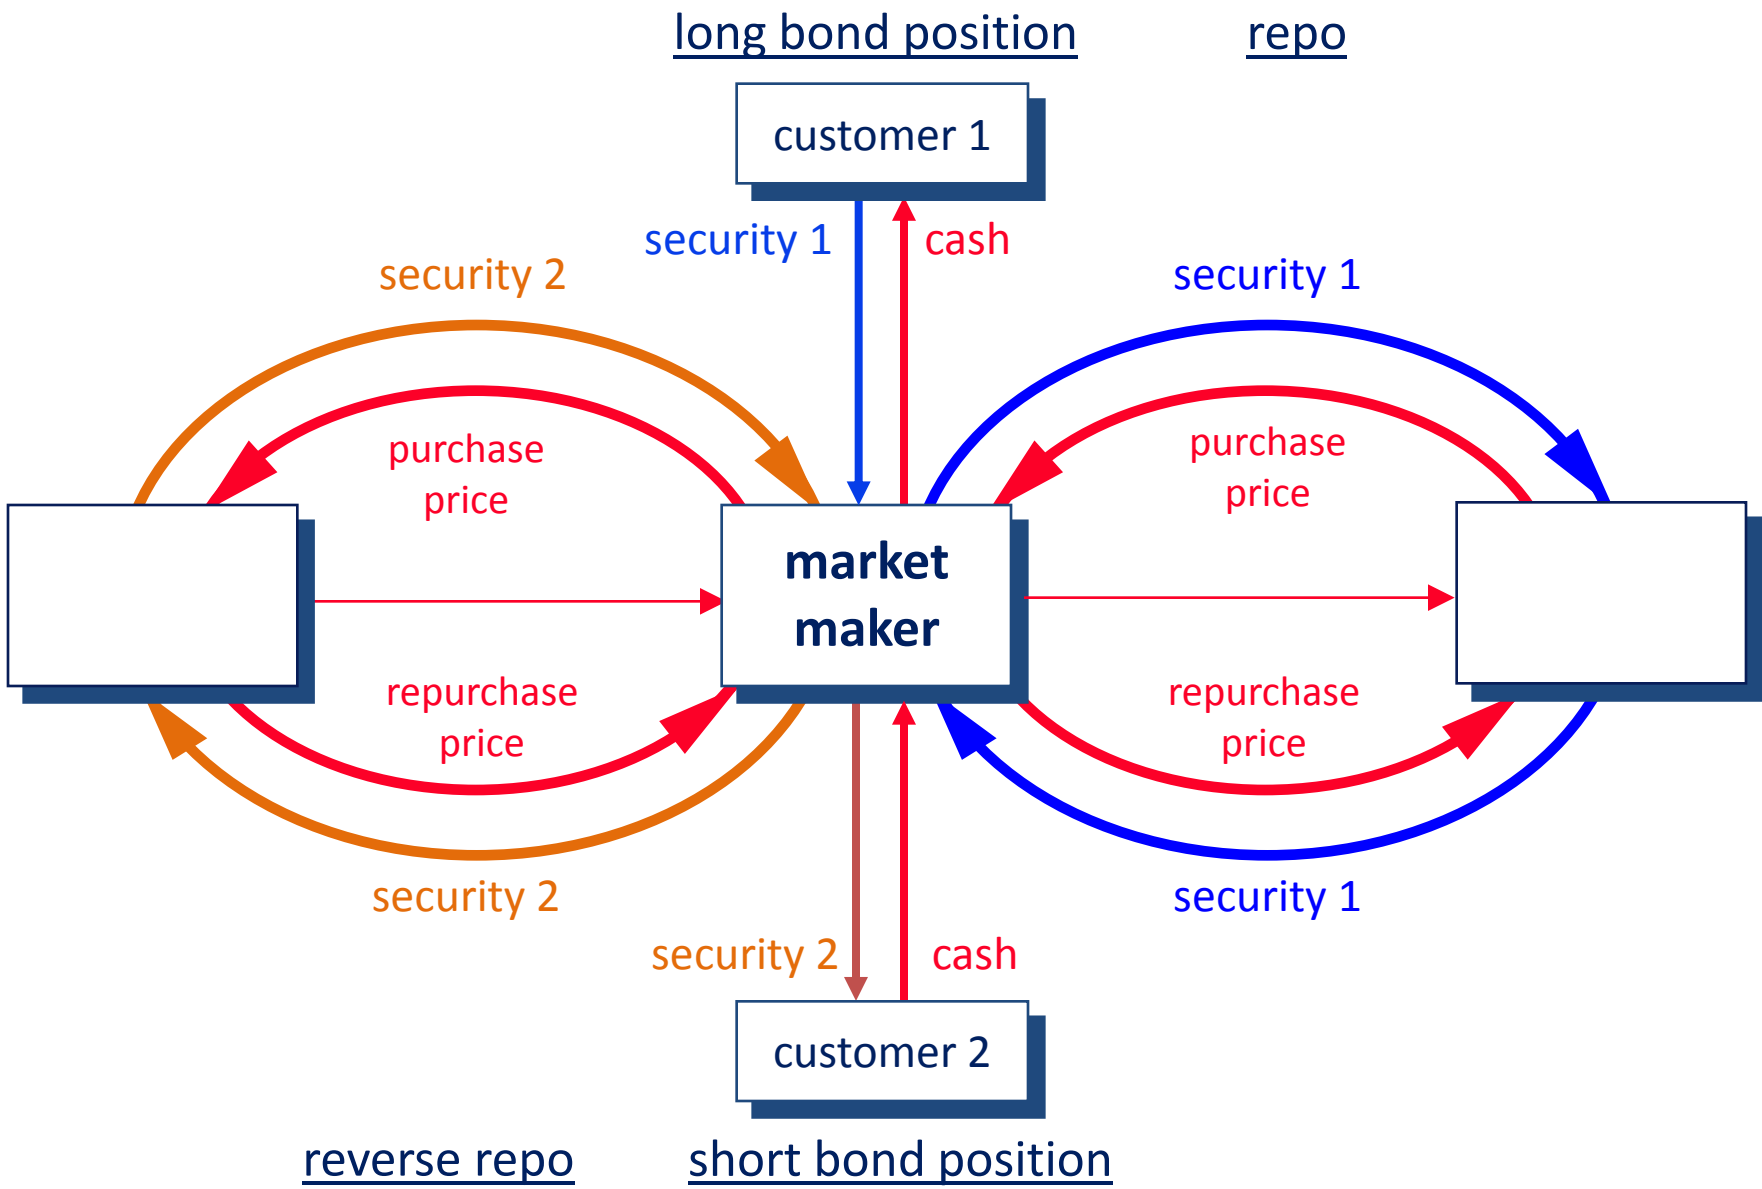 long bond position
repo
customer 1
security 1
cash
security 2
security 1
purchase
price
purchase
price
market
maker
repurchase
price
repurchase
price
security 2
security 1
security 2
cash
customer 2
reverse repo
short bond position